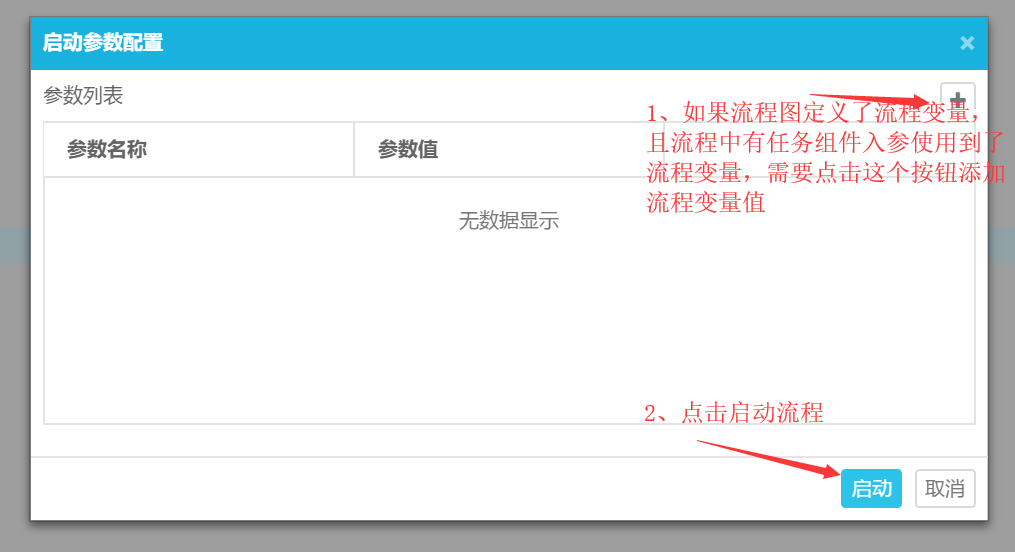 启动参数配置
×
参数列表
1、如果流程图定义了流程变量，
且流程中有任务组件入参使用到了
流程变量，需要点击这个按钮添加
流程变量值
参数名称
参数值
无数据显示
2、点击启动流程
启动
取消